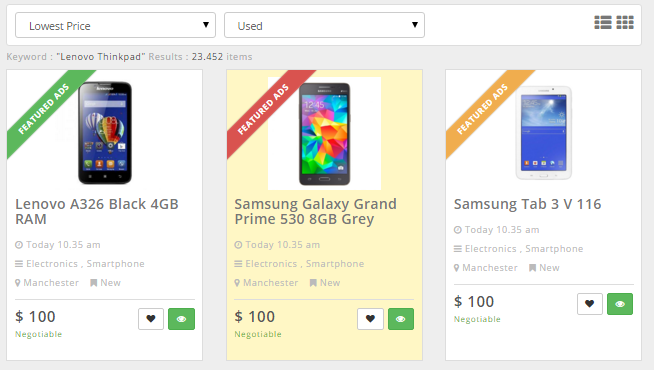 Lowest Price
Used
Keyword : "Lenovo Thinkpad" Results : 23.452 items
FEATURED ADS
FEATURED ADS
FEATURED ADS
Lenovo A326 Black 4GB
RAM
Today 10.35 am
Electronics , Smartphone
Manchester New
$ 100
Negotiable
Samsung Galaxy Grand
Prime 530 8GB Grey
Today 10.35 am
Electronics , Smartphone
Manchester New
$ 100
Negotiable
Samsung Tab 3 V 116
Today 10.35 am
Electronics , Smartphone
Manchester New
$ 100
Negotiable